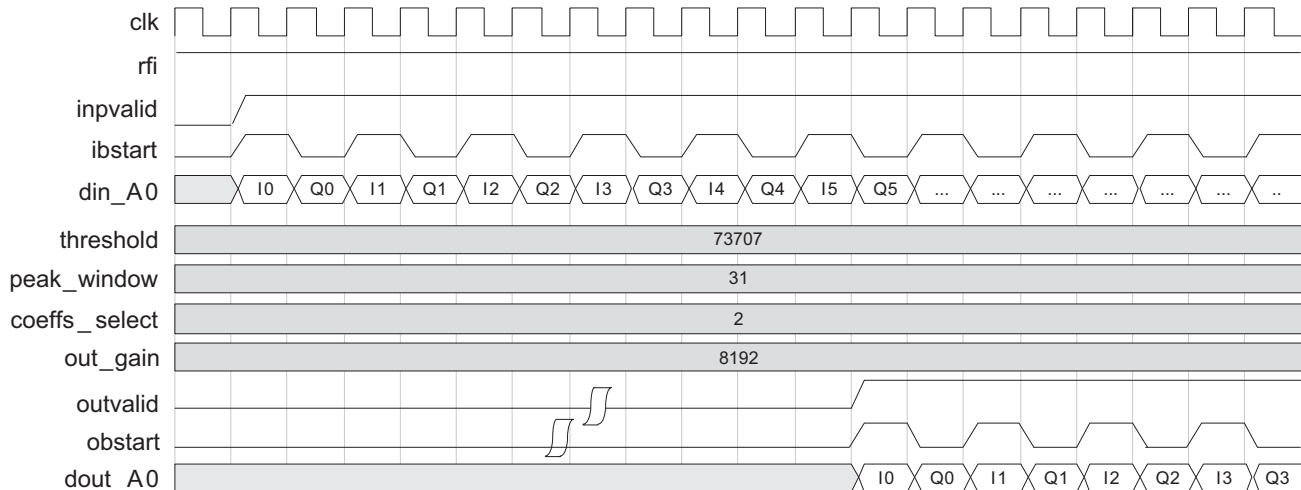 clk
rfi
inpvalid
ibstart
din_A0 I0 Q0 I1 Q1 I2 Q2 I3 Q3 I4 Q4 I5 Q5 ... ... ... ... ... ... ..
threshold 73707
peak_window 31
coeffs_select 2
out_gain 8192
outvalid
obstart
dout_A0 I0 Q0 I1 Q1 I2 Q2 I3 Q3